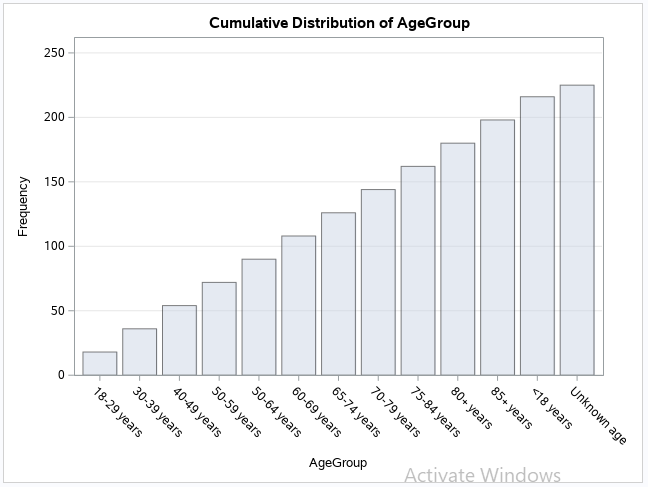 Cumulative Distribution of AgeGroup
250
200
150
100
50
0
Frequency
18-29 years
30-39 years
40-49 years
50-59 years
50-64 years
60-69 years
65-74 years
70-79 years
75-84 years
80+ years
85+ years
<18 years
Unknown age
AgeGroup
Activate Windows